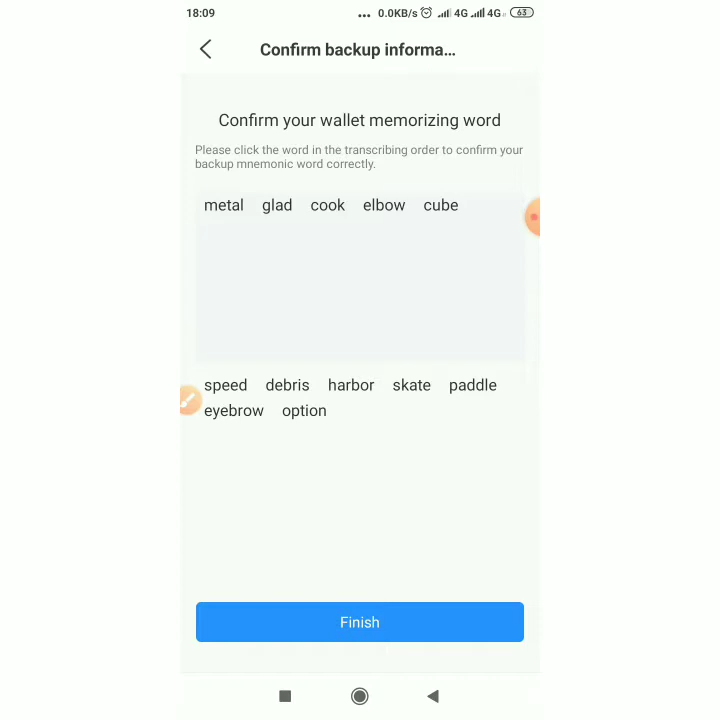 18:09 ... 0.0KB/s 4G 4G 63
Confirm backup informa...
Confirm your wallet memorizing word
Please click the word in the transcribing order to confirm your
backup mnemonic word correctly.
metal glad cook elbow cube
speed debris harbor skate paddle
eyebrow option
Finish